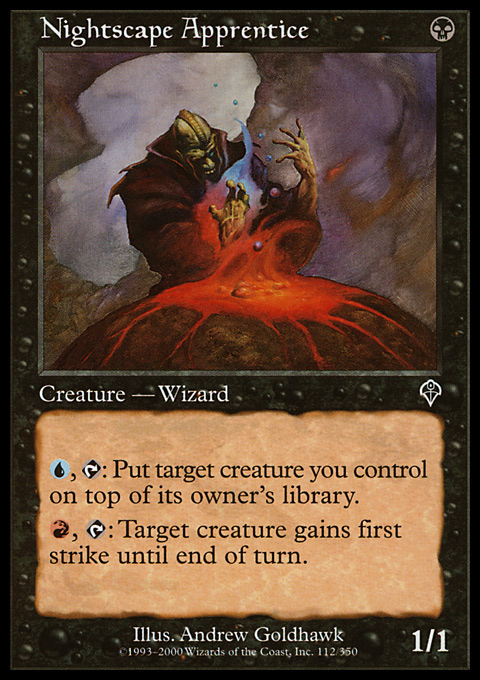 Nightscape Apprentice
Creature — Wizard
, : Put target creature you control
on top of its owner's library.
, : Target creature gains first
strike until end of turn.
Illus. Andrew Goldhawk
©1993–2000 Wizards of the Coast, Inc. 112/350
1/1